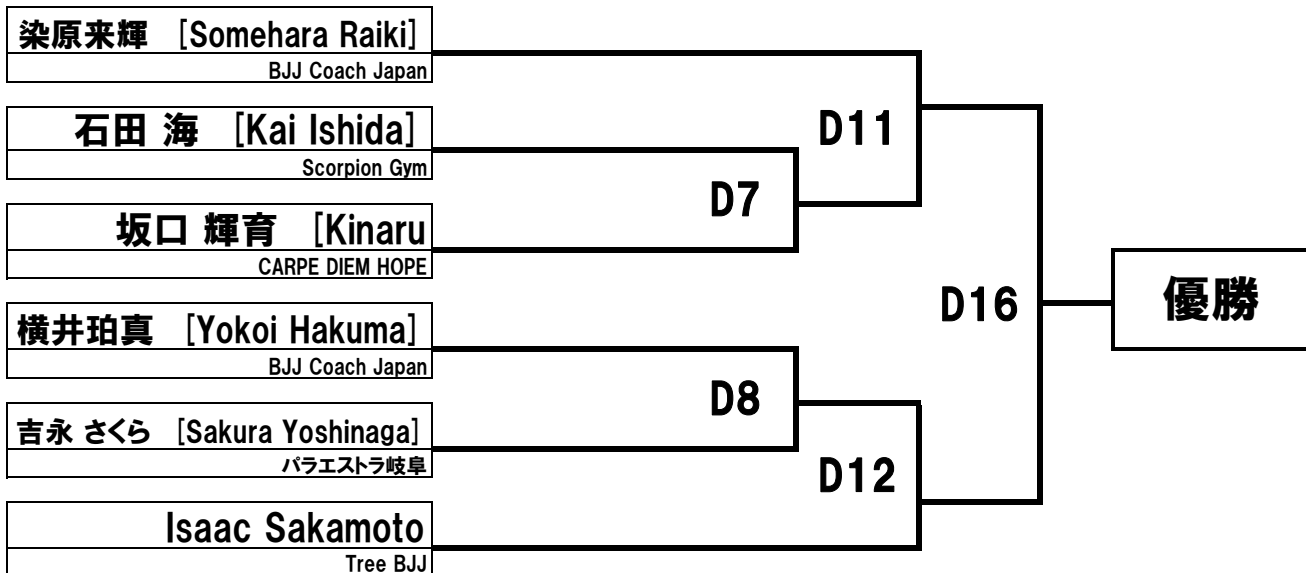 染原来輝 [Somehara Raiki]
BJJ Coach Japan
石田 海 [Kai Ishida]
Scorpion Gym
坂口 輝育 [Kinaru
CARPE DIEM HOPE
横井珀真 [Yokoi Hakuma]
BJJ Coach Japan
吉永 さくら [Sakura Yoshinaga]
パラエストラ岐阜
Isaac Sakamoto
Tree BJJ
D7
D8
D11
D12
D16
優勝